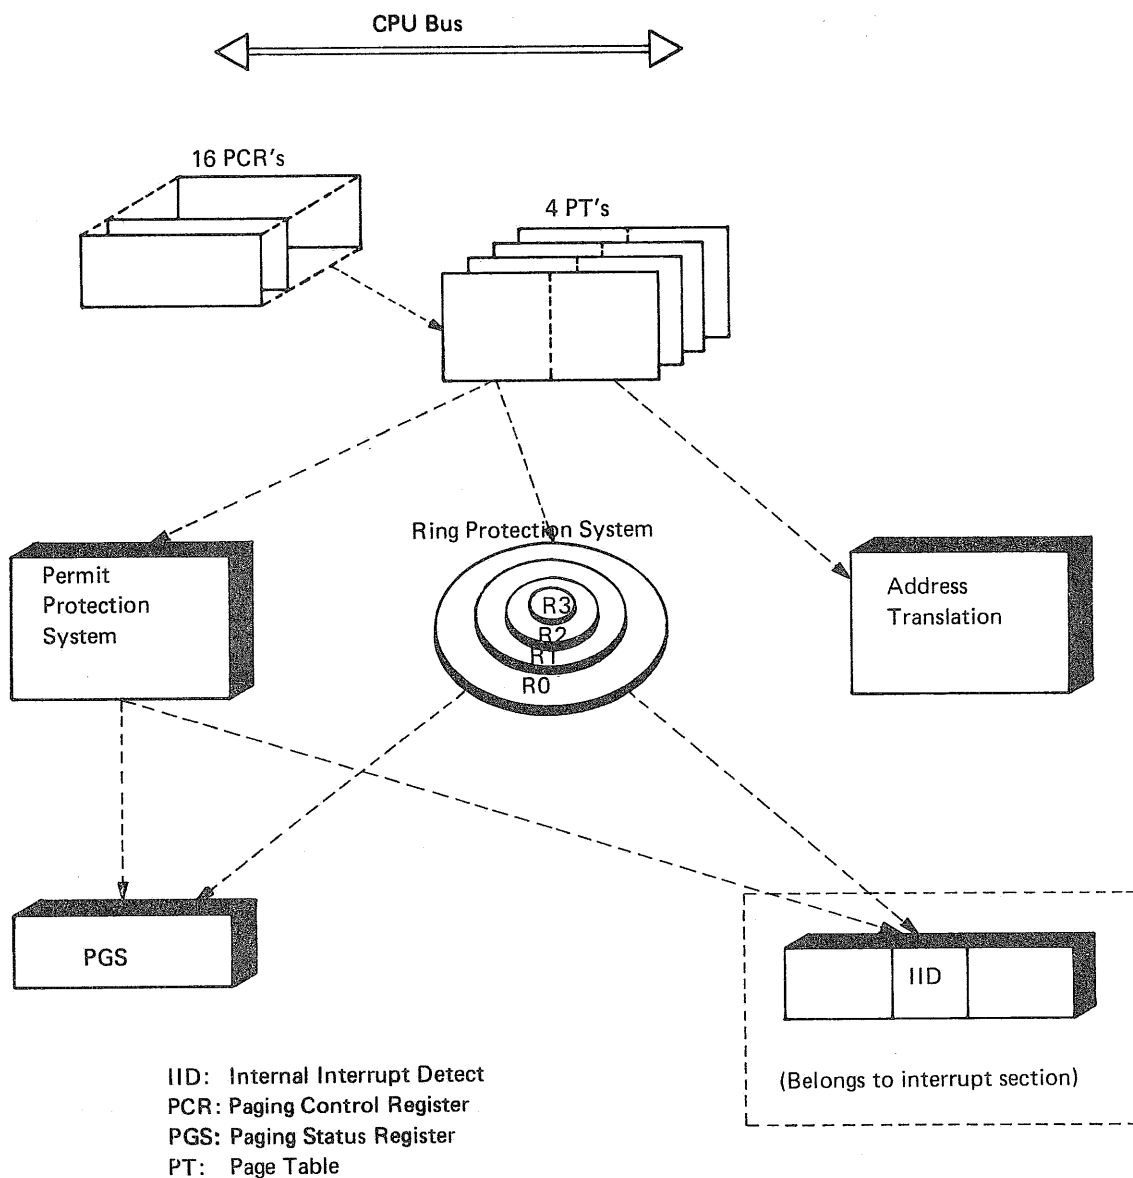 CPU Bus
16 PCR's
4 PT's
Ring Protection System
Permit
Protection
System
R3
R2
R1
R0
Address
Translation
PGS
IID
(Belongs to interrupt section)
IID: Internal Interrupt Detect
PCR: Paging Control Register
PGS: Paging Status Register
PT: Page Table